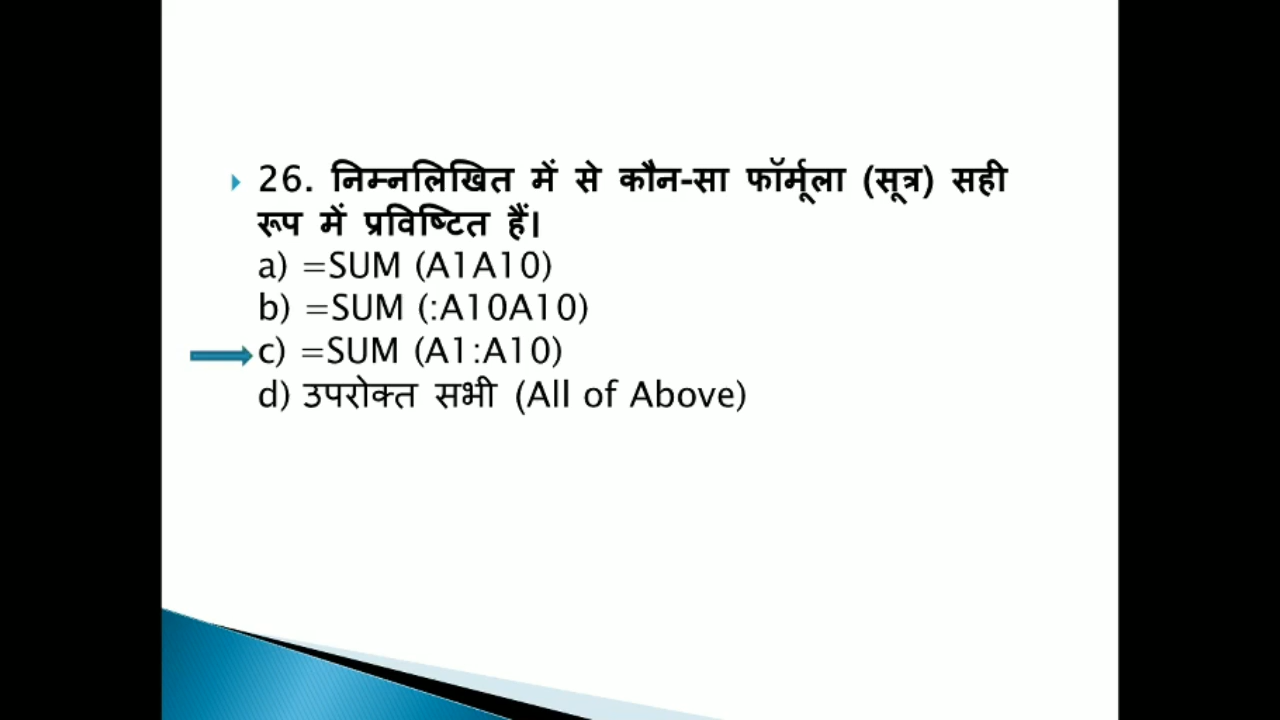 26. निम्नलिखित में से कौन-सा फॉर्मूला (सूत्र) सही
रूप में प्रविष्टित हैं।
a) =SUM (A1A10)
b) =SUM (:A10A10)
c) =SUM (A1:A10)
d) उपरोक्त सभी (All of Above)